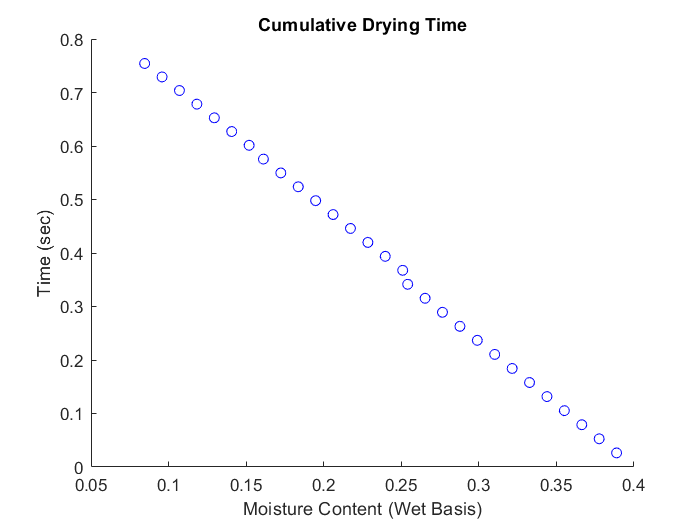 Cumulative Drying Time
0.8
0.7
0.6
0.5
0.4
0.3
0.2
0.1
0
Time (sec)
0.05 0.1 0.15 0.2 0.25 0.3 0.35 0.4
Moisture Content (Wet Basis)